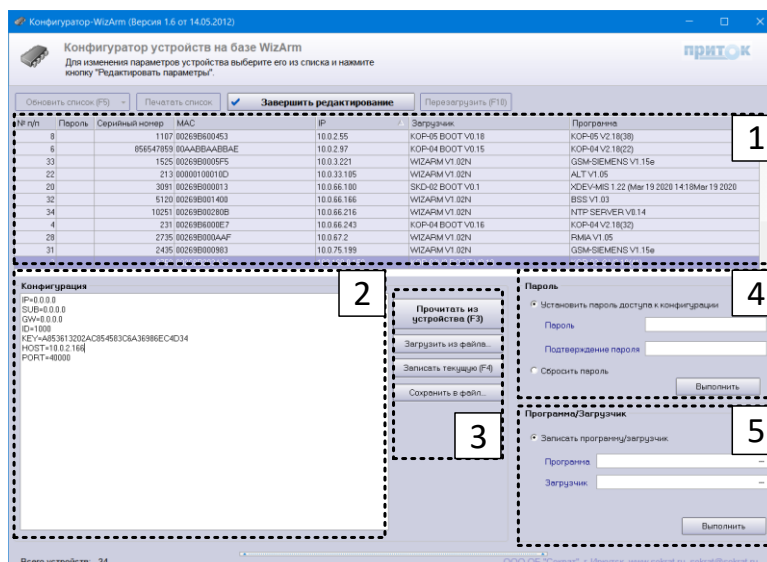 Конфигуратор-WizArm (Версия 1.6 от 14.05.2012)
Конфигуратор устройств на базе WizArm
Для изменения параметров устройства выберите его из списка и нажмите
кнопку "Редактировать параметры".
приток
Обновить список (F5) Печатать список Завершить редактирование Перезагрузить (F18)
№ п/п Пароль Серийный номер MAC IP Загрузчик Программа
8 1107 00269B600453 10.0.2.55 KOP-05 BOOT V0.18 KOP-05 V2.18(38)
6 856547859 00AABBAABBAE 10.0.2.97 KOP-04 BOOT V0.15 KOP-04 V2.18(22)
33 1525 00269B0005F5 10.0.3.221 WIZARM V1.02N GSM-SIEMENS V1.15e
22 213 00000100010D 10.0.33.105 WIZARM V1.02N ALT V1.05
20 3091 00269B000013 10.0.66.100 SKD-02 BOOT V0.1 XDEV-MIS 1.22 (Mar 19 2020 14:18Mar 19 2020
32 5120 00269B001400 10.0.66.166 WIZARM V1.02N BSS V1.03
34 10251 00269B00280B 10.0.66.216 WIZARM V1.02N NTP SERVER V0.14
4 231 00269B6000E7 10.0.66.243 KOP-04 BOOT V0.16 KOP-04 V2.18(32)
28 2735 00269B000AAF 10.0.67.2 WIZARM V1.02N RMIA V1.05
31 2435 00269B000983 10.0.75.199 WIZARM V1.02N GSM-SIEMENS V1.15e
1
Конфигурация
IP=0.0.0.0
SUB=0.0.0.0
GW=0.0.0.0
ID=1000
KEY=A853613202AC854583C6A36986EC4D34
HOST=10.0.2.166
PORT=40000
2
Прочитать из
устройства (F3)
Загрузить из файла...
Записать текущую (F4)
Сохранить в файл...
3
Пароль
Установить пароль доступа к конфигурации
Пароль
Подтверждение пароля
Сбросить пароль
Выполнить
4
Программа/Загрузчик
Записать программу/загрузчик
Программа
Загрузчик
Выполнить
5
Всего устройств: 34